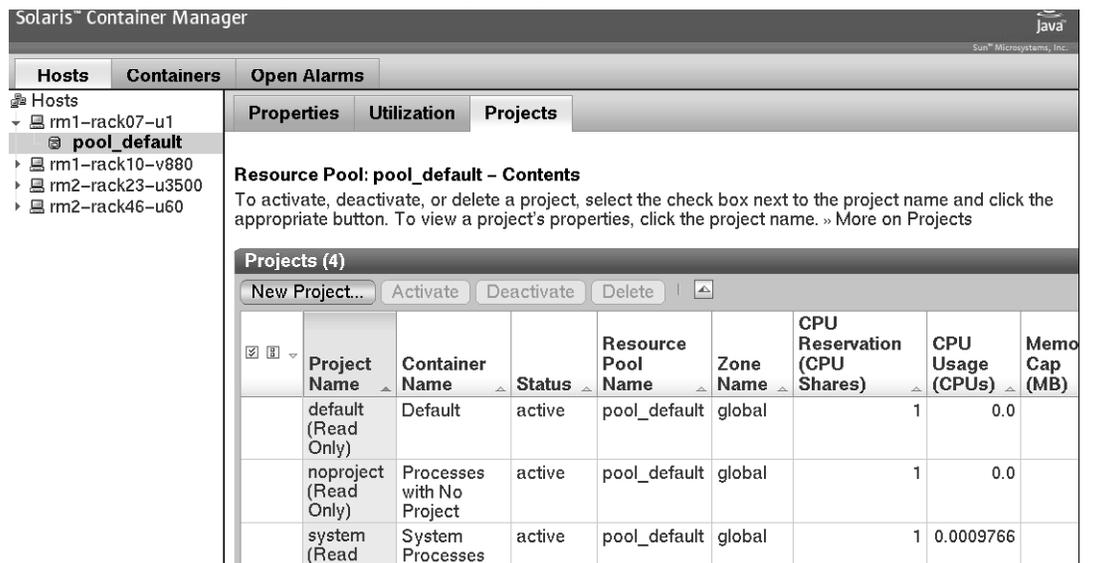 Solaris™ Container Manager
Java™
Sun™ Microsystems, Inc.
Hosts
Containers
Open Alarms
Hosts
rm1-rack07-u1
pool_default
rm1-rack10-v880
rm2-rack23-u3500
rm2-rack46-u60
Properties
Utilization
Projects
Resource Pool: pool_default – Contents
To activate, deactivate, or delete a project, select the check box next to the project name and click the
appropriate button. To view a project's properties, click the project name. » More on Projects
Projects (4)
New Project...
Activate
Deactivate
Delete
Project
Name
Container
Name
Status
Resource
Pool
Name
Zone
Name
CPU
Reservation
(CPU
Shares)
CPU
Usage
(CPUs)
Memo
Cap
(MB)
default
(Read
Only)
Default
active
pool_default
global
1
0.0
noproject
(Read
Only)
Processes
with No
Project
active
pool_default
global
1
0.0
system
(Read
System
Processes
active
pool_default
global
1
0.0009766